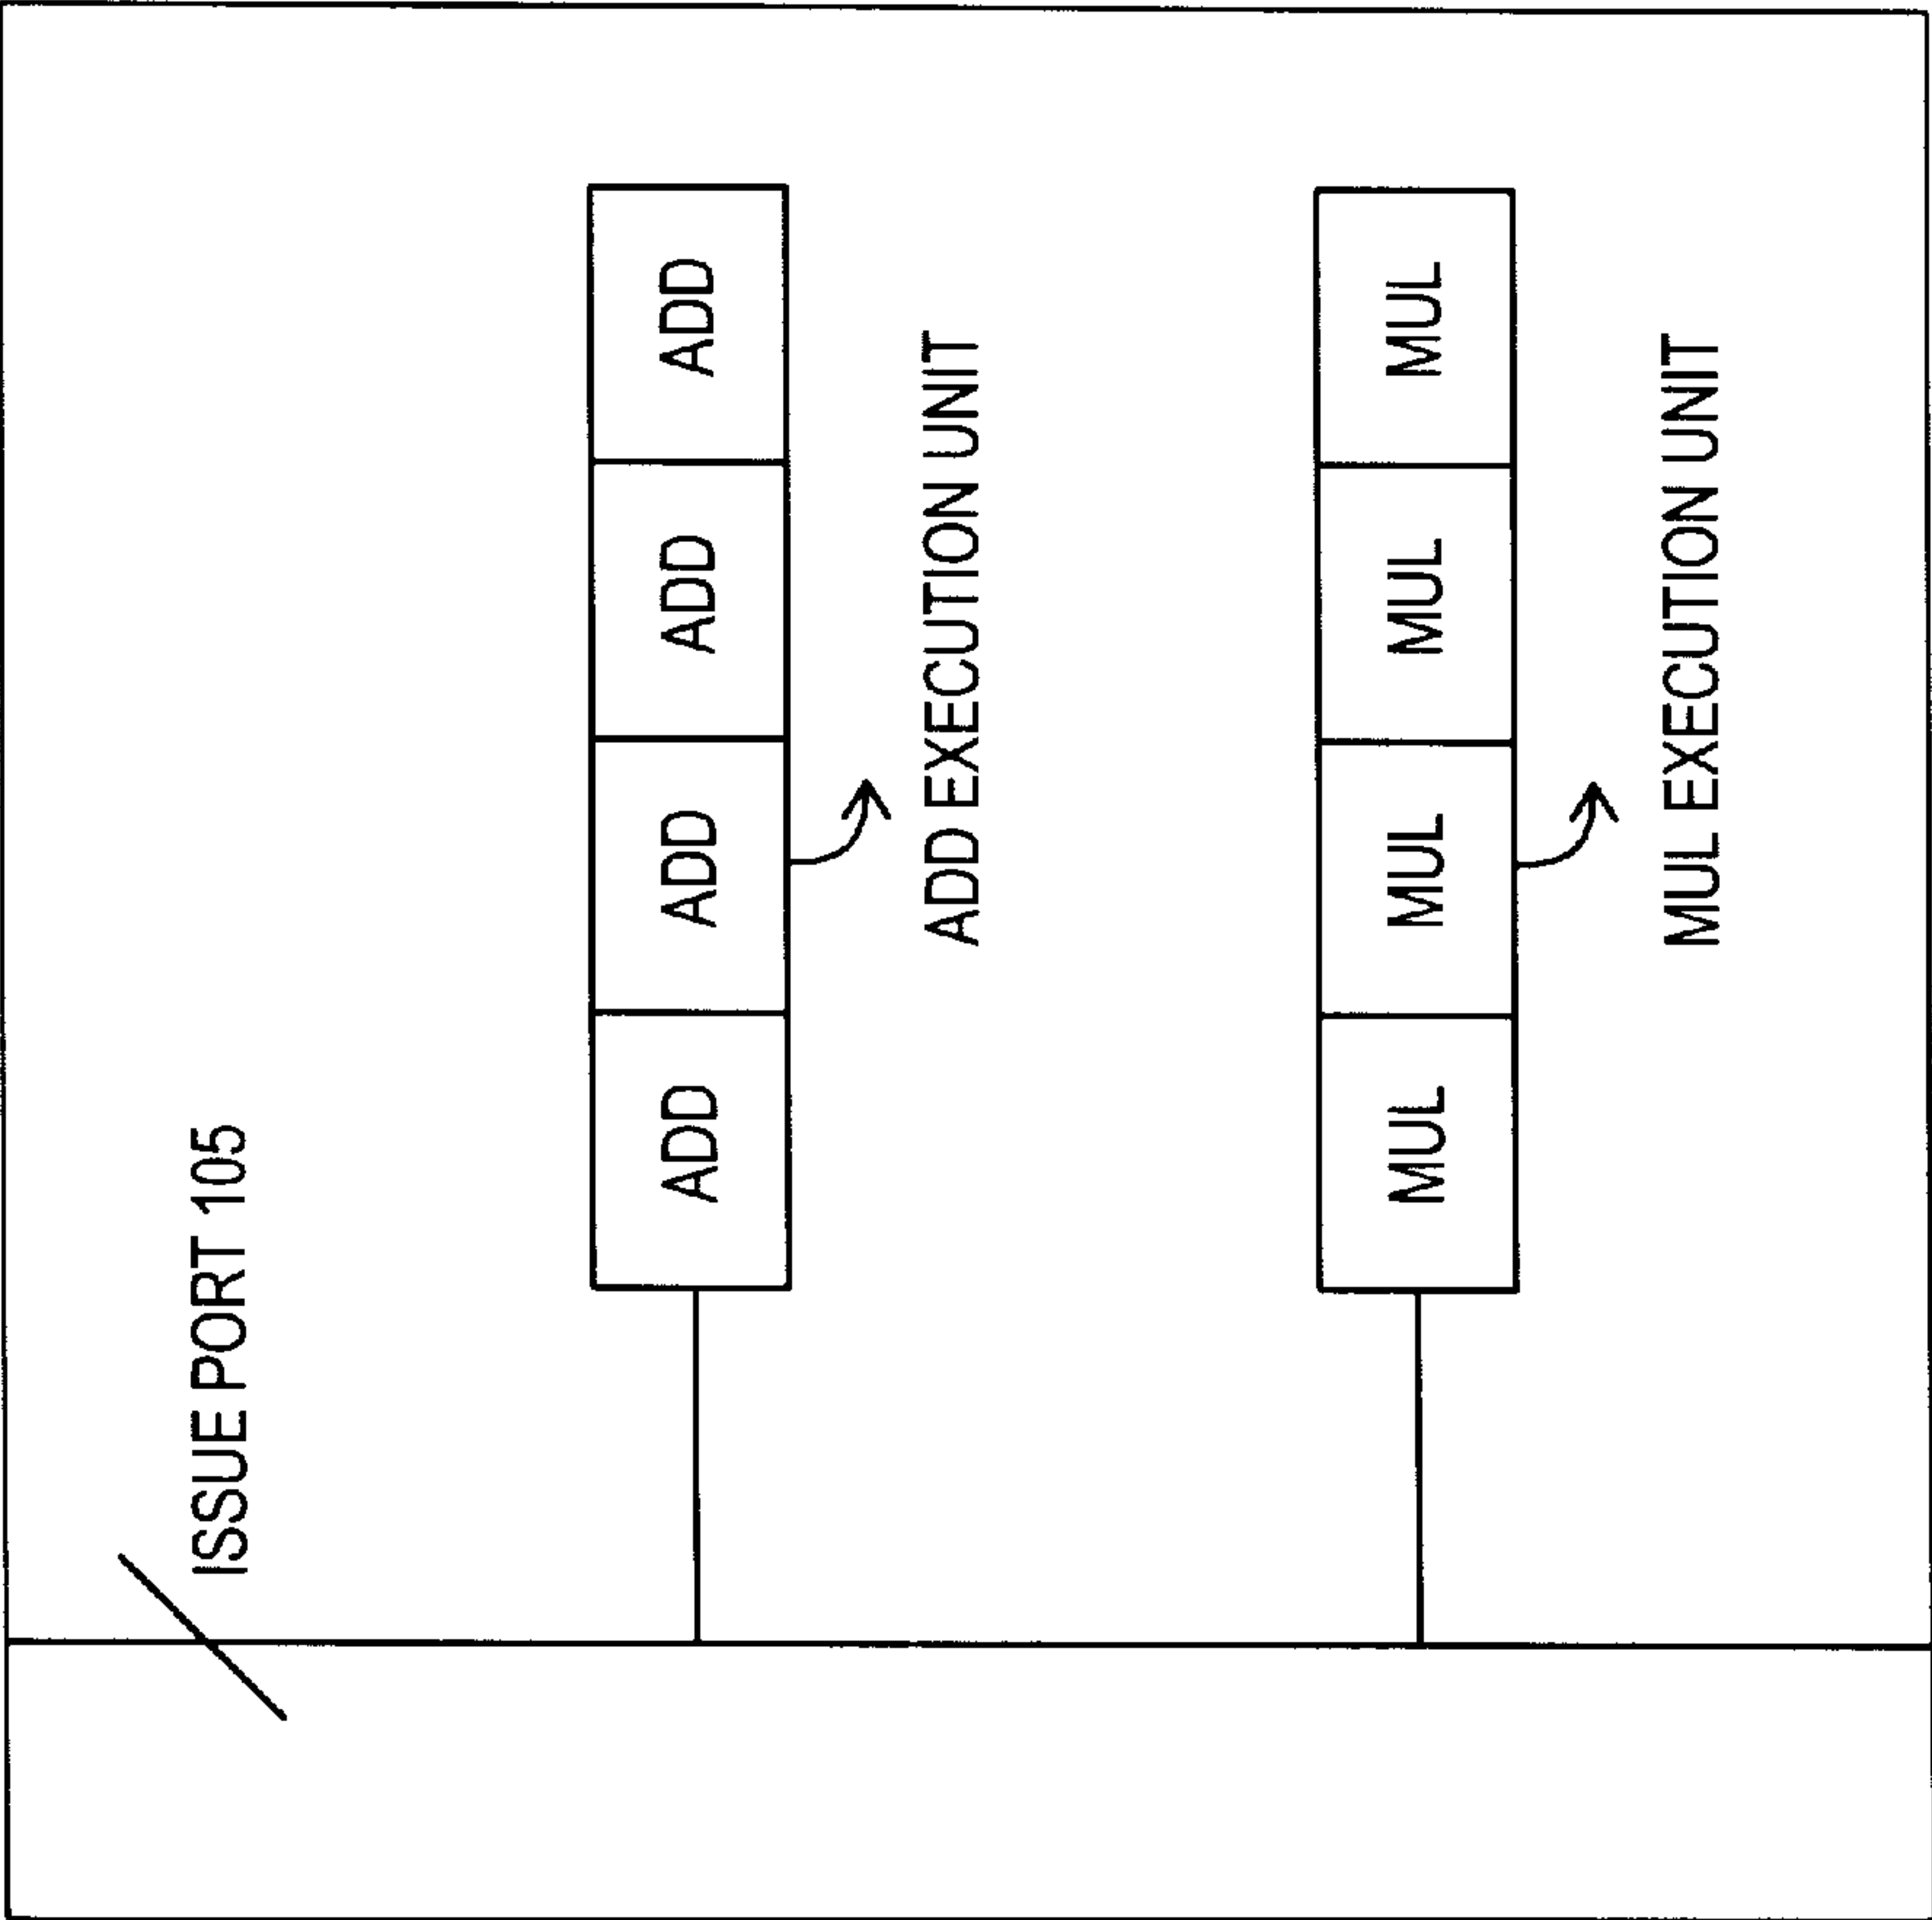 ISSUE PORT 105
ADD ADD ADD ADD
ADD EXECUTION UNIT
MUL MUL MUL MUL
MUL EXECUTION UNIT